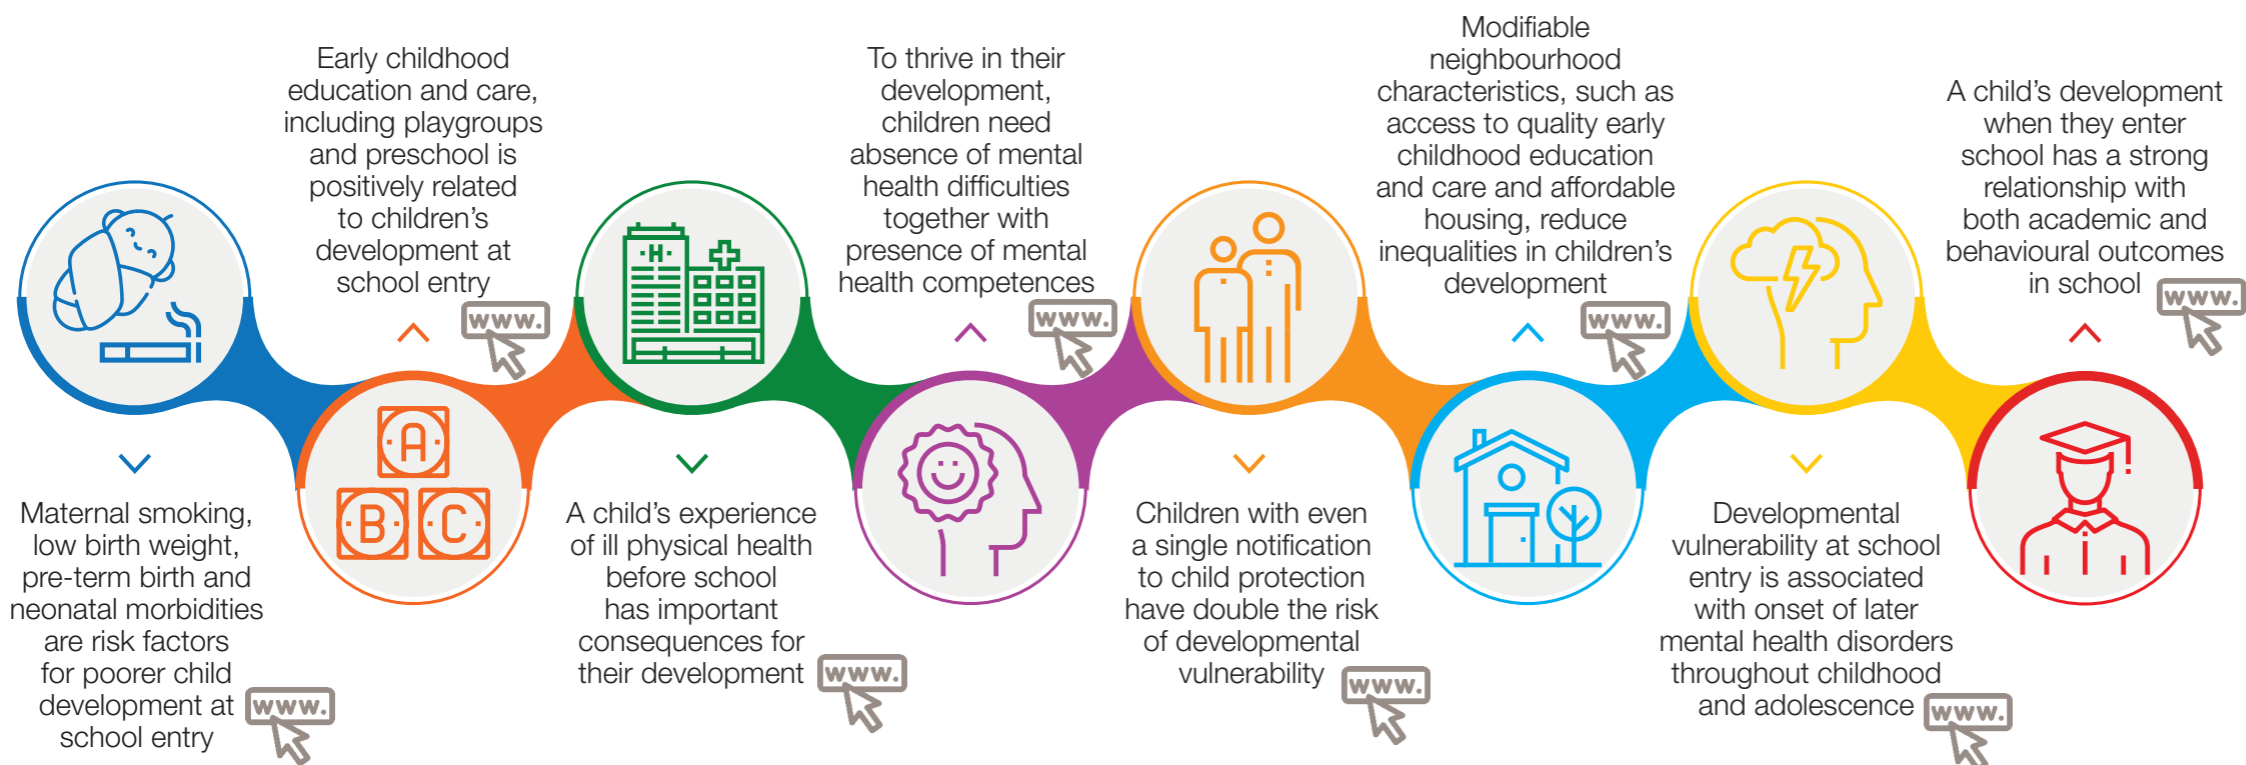 Maternal smoking,
low birth weight,
pre-term birth and
neonatal morbidities
are risk factors
for poorer child
development at
school entry
www.
Early childhood
education and care,
including playgroups
and preschool is
positively related
to children’s
development at
school entry
www.
A
B
C
H
A child’s experience
of ill physical health
before school
has important
consequences for
their development
www.
To thrive in their
development,
children need
absence of mental
health difficulties
together with
presence of mental
health competences
www.
Children with even
a single notification
to child protection
have double the risk
of developmental
vulnerability
www.
Modifiable
neighbourhood
characteristics, such as
access to quality early
childhood education
and care and affordable
housing, reduce
inequalities in children’s
development
www.
Developmental
vulnerability at school
entry is associated
with onset of later
mental health disorders
throughout childhood
and adolescence
www.
A child’s development
when they enter
school has a strong
relationship with
both academic and
behavioural outcomes
in school
www.